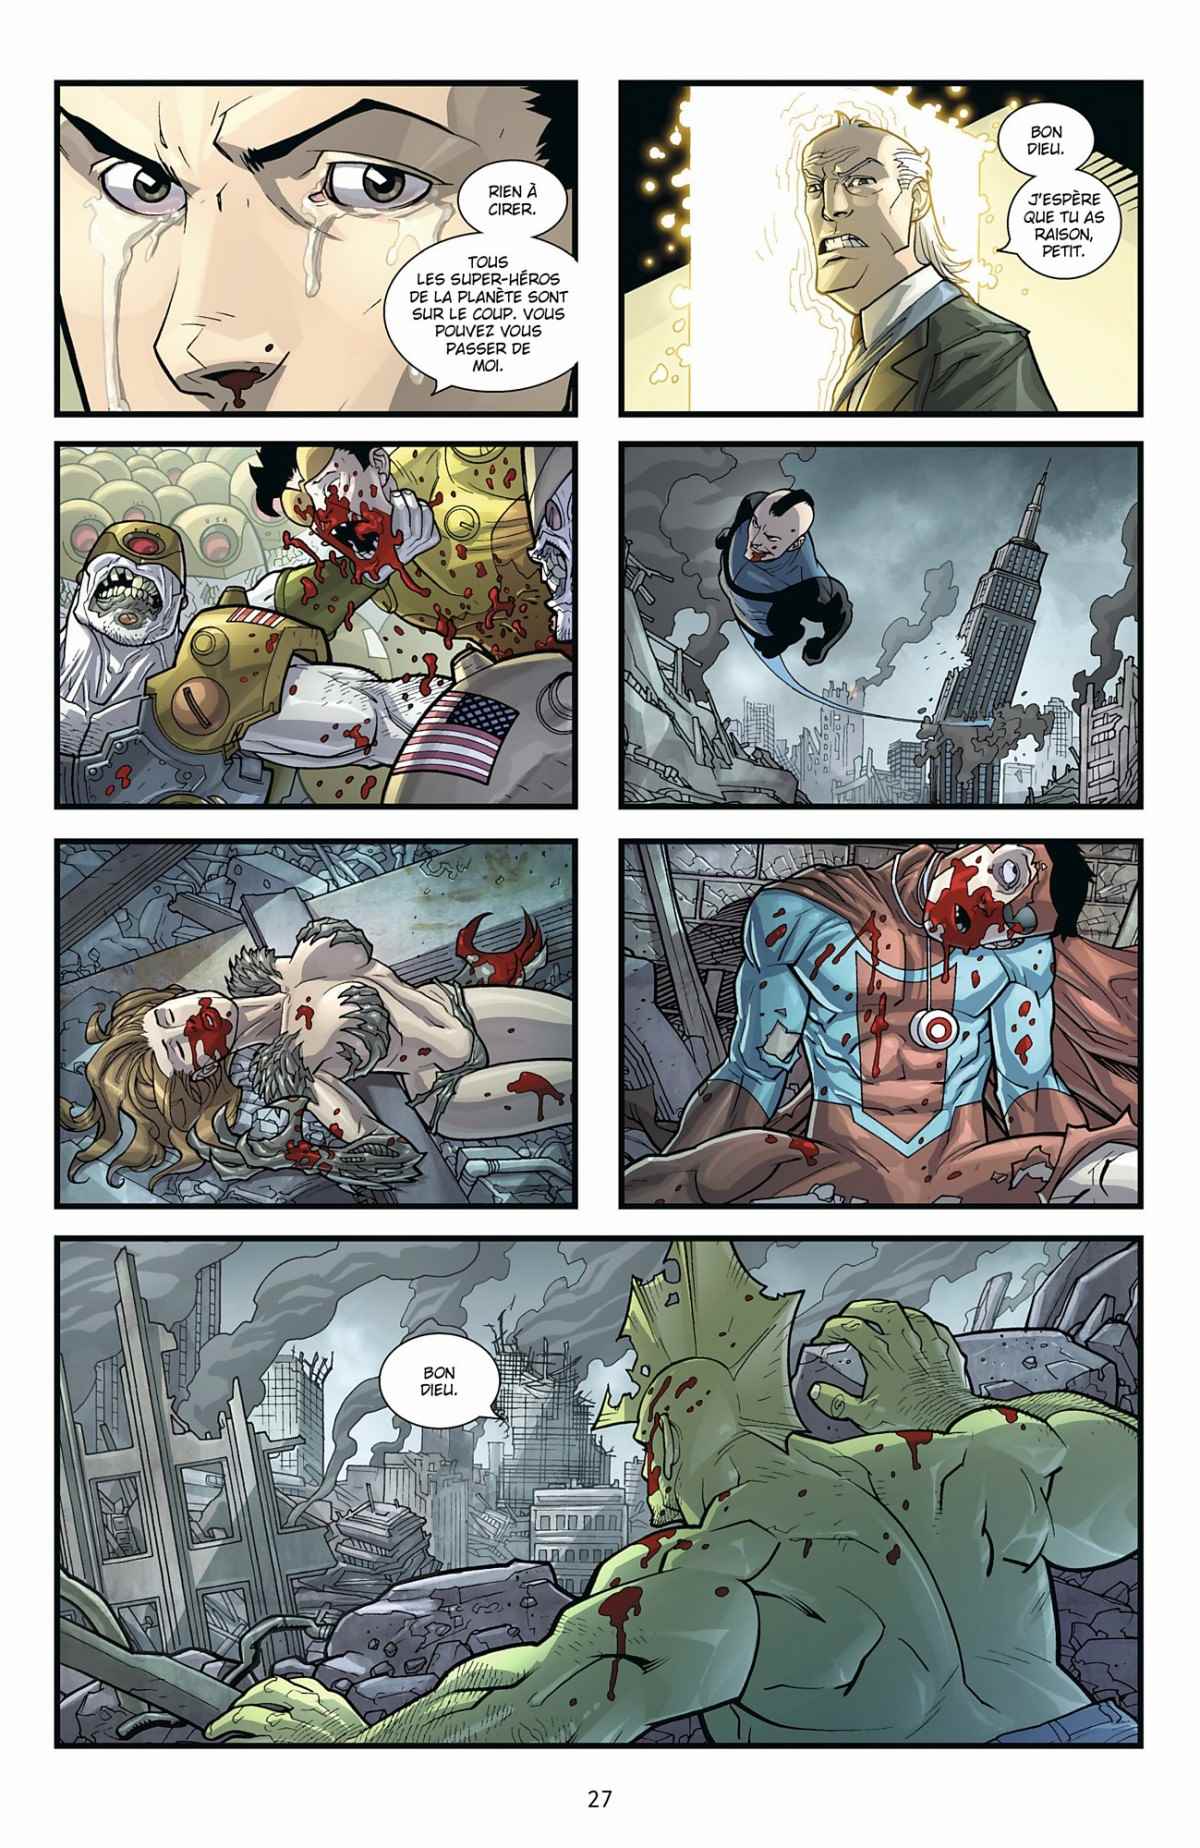 RIEN À
CIRER.
TOUS
LES SUPER-HÉROS
DE LA PLANÈTE SONT
SUR LE COUP. VOUS
POUVEZ VOUS
PASSER DE
MOI.
BON
DIEU.
J'ESPÈRE
QUE TU AS
RAISON,
PETIT.
USA
BON
DIEU.
27